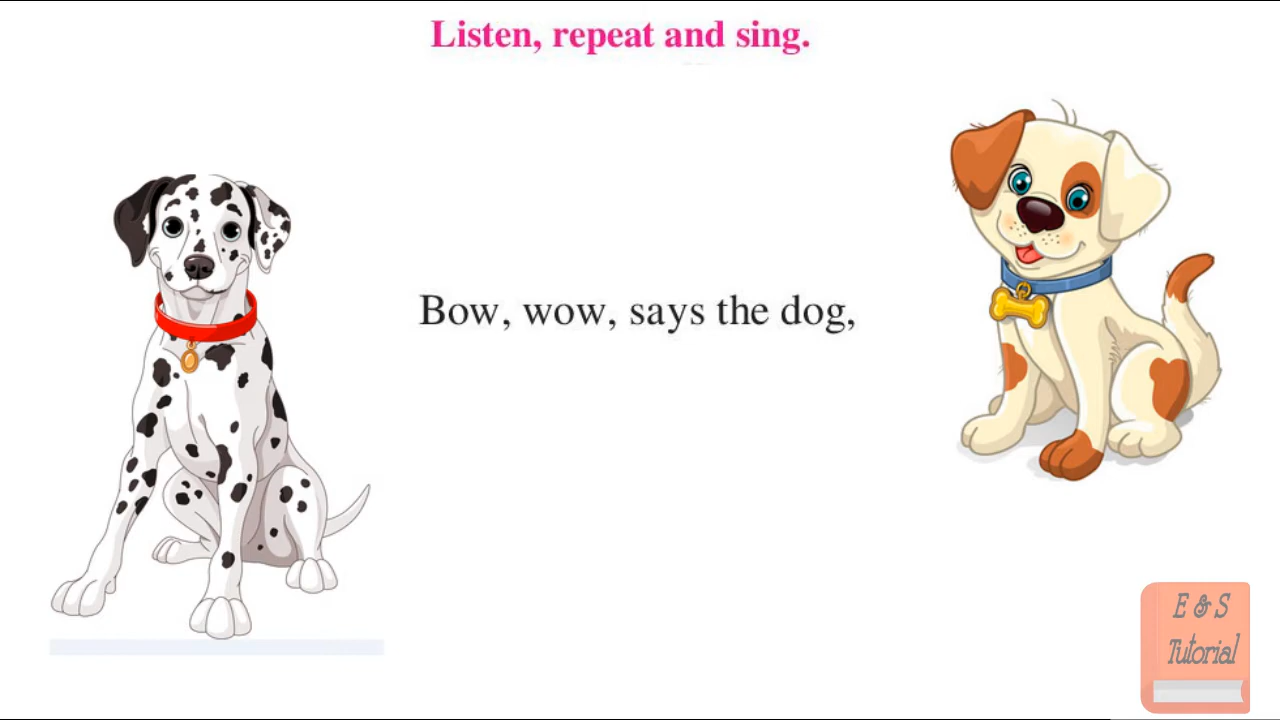 Listen, repeat and sing.
Bow, wow, says the dog,
E & S
Tutorial